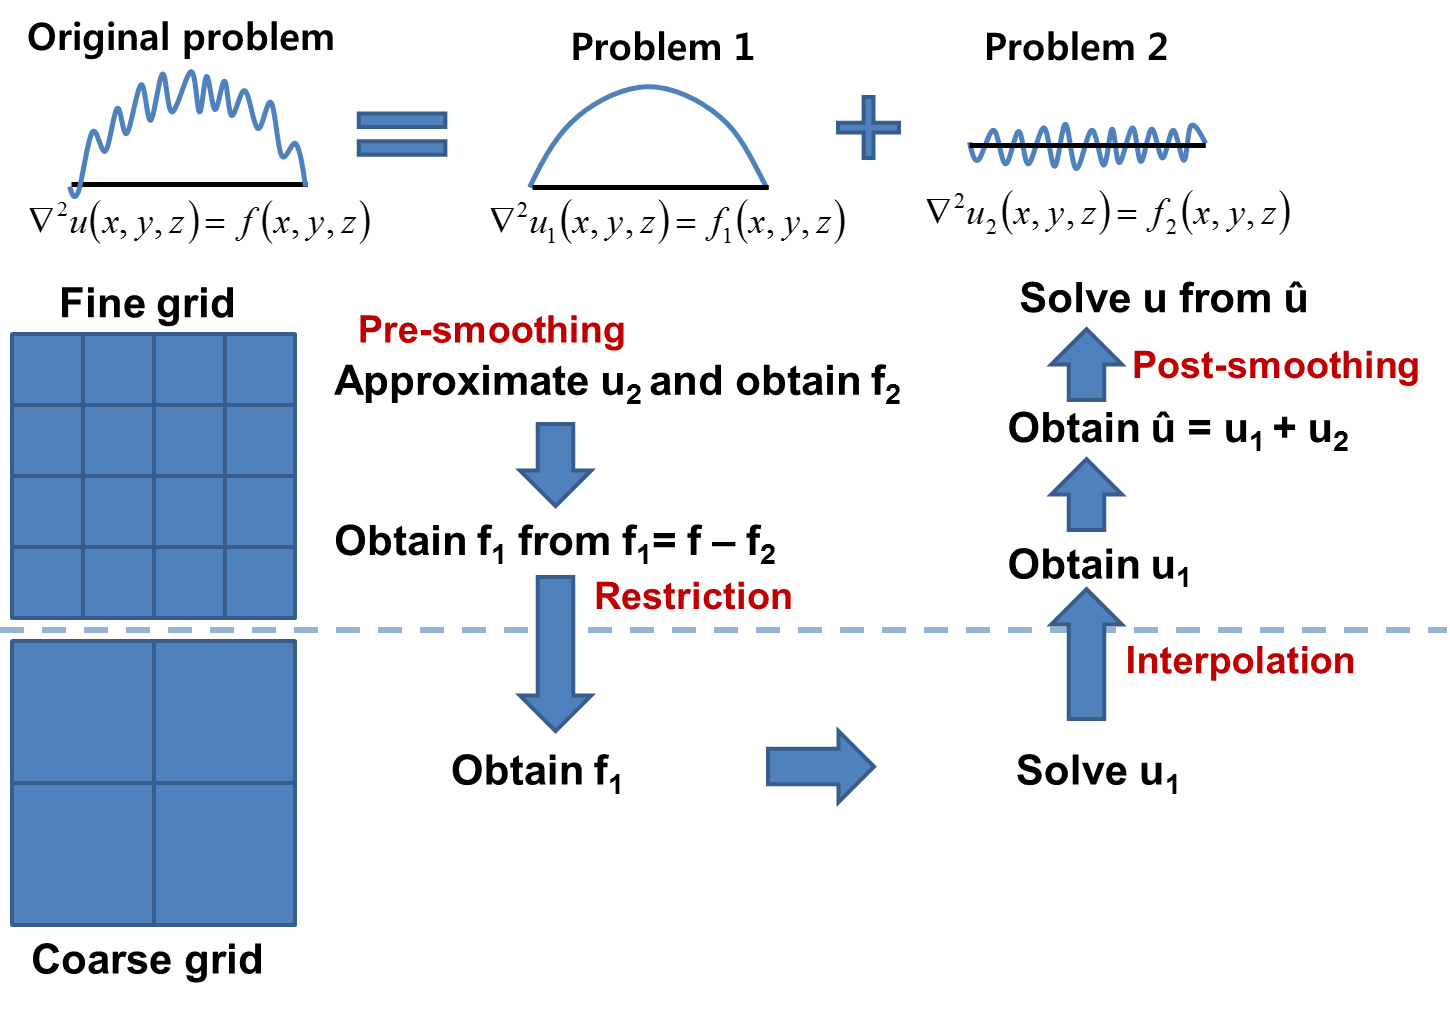 Original problem
Problem 1
Problem 2
∇²u(x, y, z) = f(x, y, z)
∇²u₁(x, y, z) = f₁(x, y, z)
∇²u₂(x, y, z) = f₂(x, y, z)
Fine grid
Pre-smoothing
Approximate u₂ and obtain f₂
Obtain f₁ from f₁= f – f₂
Restriction
Obtain f₁
Solve u₁
Interpolation
Obtain u₁
Obtain û = u₁ + u₂
Post-smoothing
Solve u from û
Coarse grid